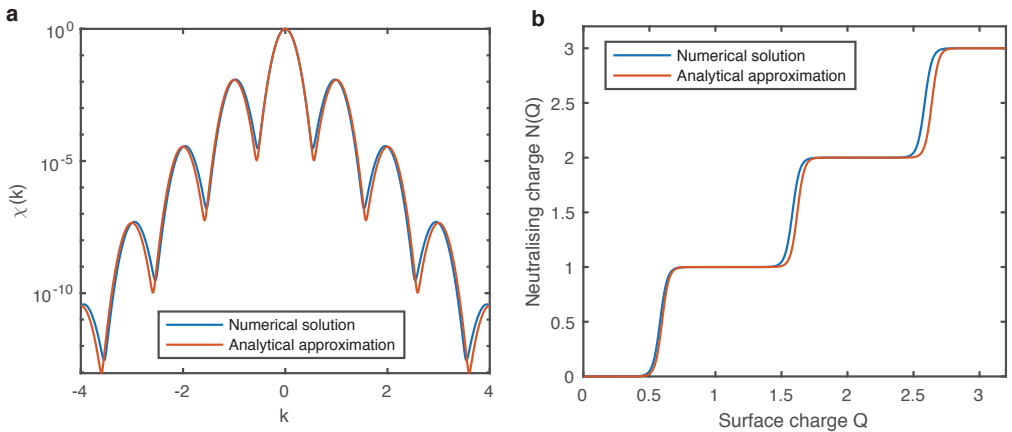 a
10^0
10^-5
10^-10
χ(k)
-4 -2 0 2 4
k
Numerical solution
Analytical approximation
b
3
2.5
2
1.5
1
0.5
0
Neutralising charge N(Q)
0 0.5 1 1.5 2 2.5 3
Surface charge Q
Numerical solution
Analytical approximation